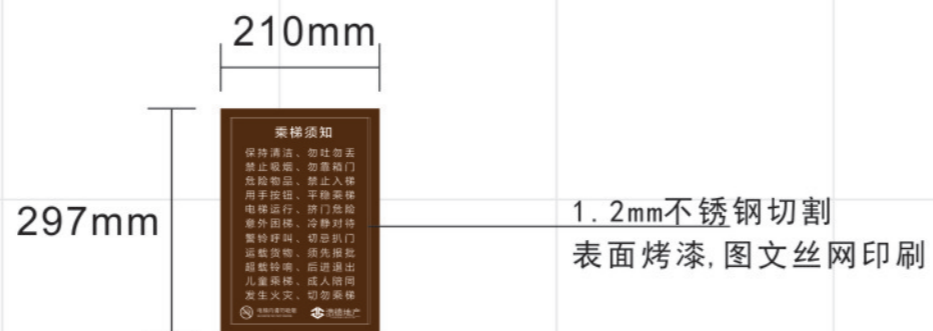 210mm
297mm
乘梯须知
保持清洁、勿吐勿丢
禁止吸烟、勿靠箱门
危险物品、禁止入梯
用手按钮、平稳乘梯
电梯运行、挤门危险
意外困梯、冷静对待
警铃呼叫、切忌扒门
运载货物、须先报批
超载铃响、后进退出
儿童乘梯、成人陪同
发生火灾、切勿乘梯
1.2mm不锈钢切割
表面烤漆,图文丝网印刷